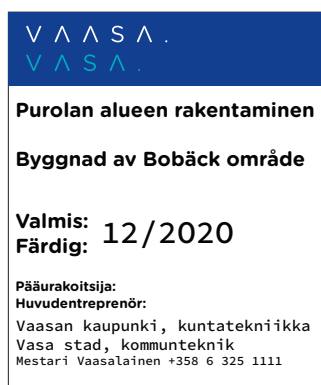 VAASA.
VASA.
Purolan alueen rakentaminen
Byggnad av Bobäck område
Valmis: 12/2020
Färdig:
Pääurakoitsija:
Huvudentreprenör:
Vaasan kaupunki, kuntatekniikka
Vasa stad, kommunteknik
Mestari Vaasalainen +358 6 325 1111